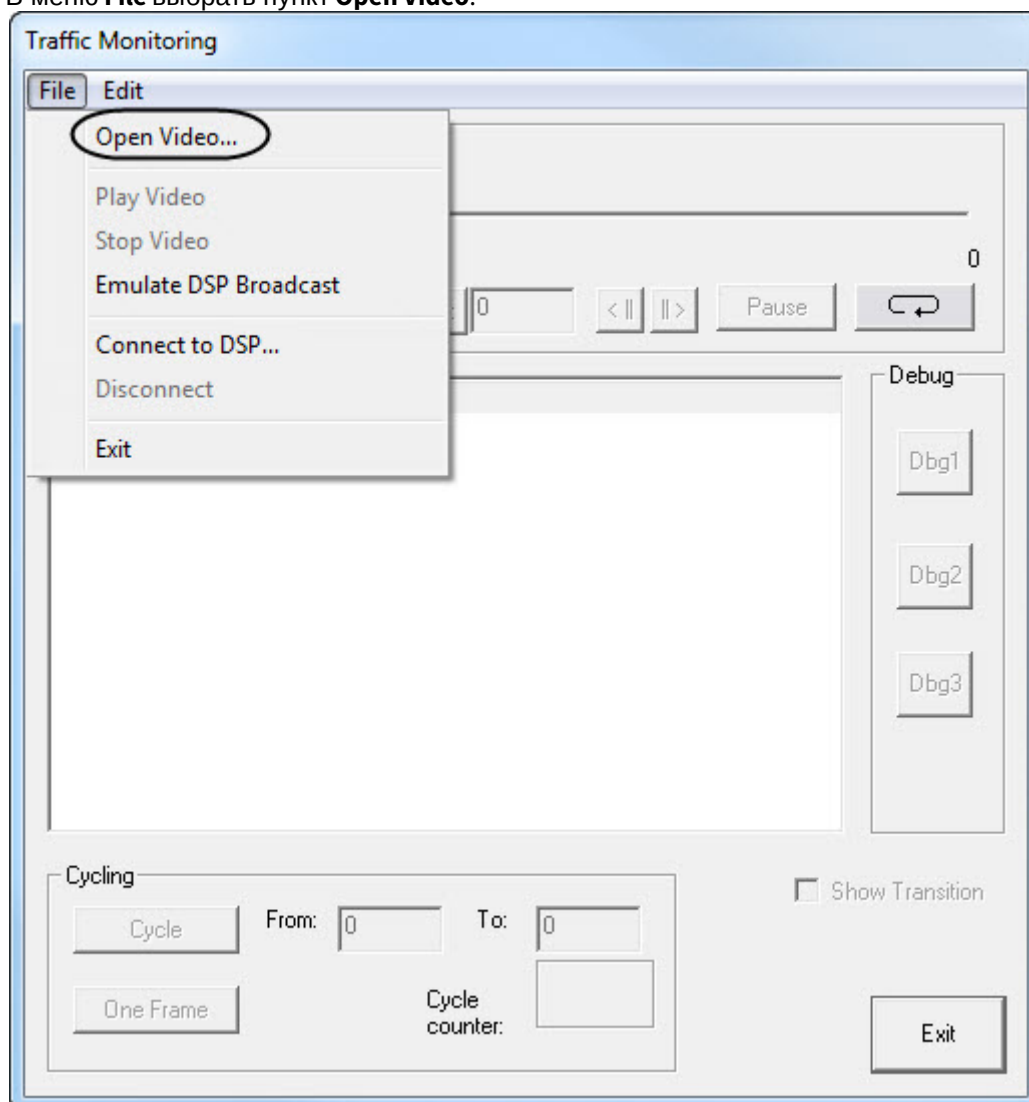 В меню File выбрать пункт Open Video.
Traffic Monitoring
File Edit
Open Video...
Play Video
Stop Video
Emulate DSP Broadcast
Connect to DSP...
Disconnect
Exit
0
0 < || || > Pause
Debug
Dbg1
Dbg2
Dbg3
Cycling
Cycle From: 0 To: 0
Show Transition
One Frame
Cycle
counter:
Exit